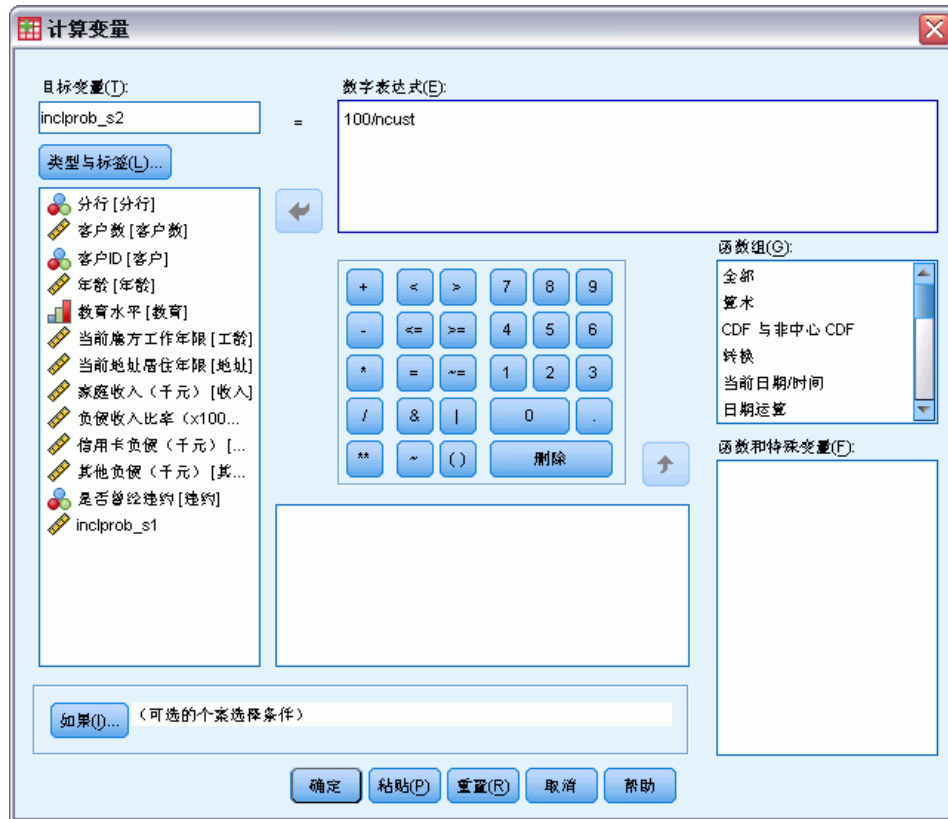 计算变量
目标变量(T):
inclprob_s2
=
数字表达式(E):
100/ncust
类型与标签(L)...
分行 [分行]
客户数 [客户数]
客户ID [客户]
年龄 [年龄]
教育水平 [教育]
当前雇方工作年限 [工龄]
当前地址居住年限 [地址]
家庭收入（千元） [收入]
负债收入比率（x100...
信用卡负债（千元） [...
其他负债（千元） [其...
是否曾经违约 [违约]
inclprob_s1
+ < > 7 8 9
- <= >= 4 5 6
* = ~= 1 2 3
/ & | 0 .
** ~ ( ) 删除
函数组(G):
全部
算术
CDF 与非中心 CDF
转换
当前日期/时间
日期运算
函数和特殊变量(F):
如果(I)...
（可选的个案选择条件）
确定
粘贴(P)
重置(R)
取消
帮助